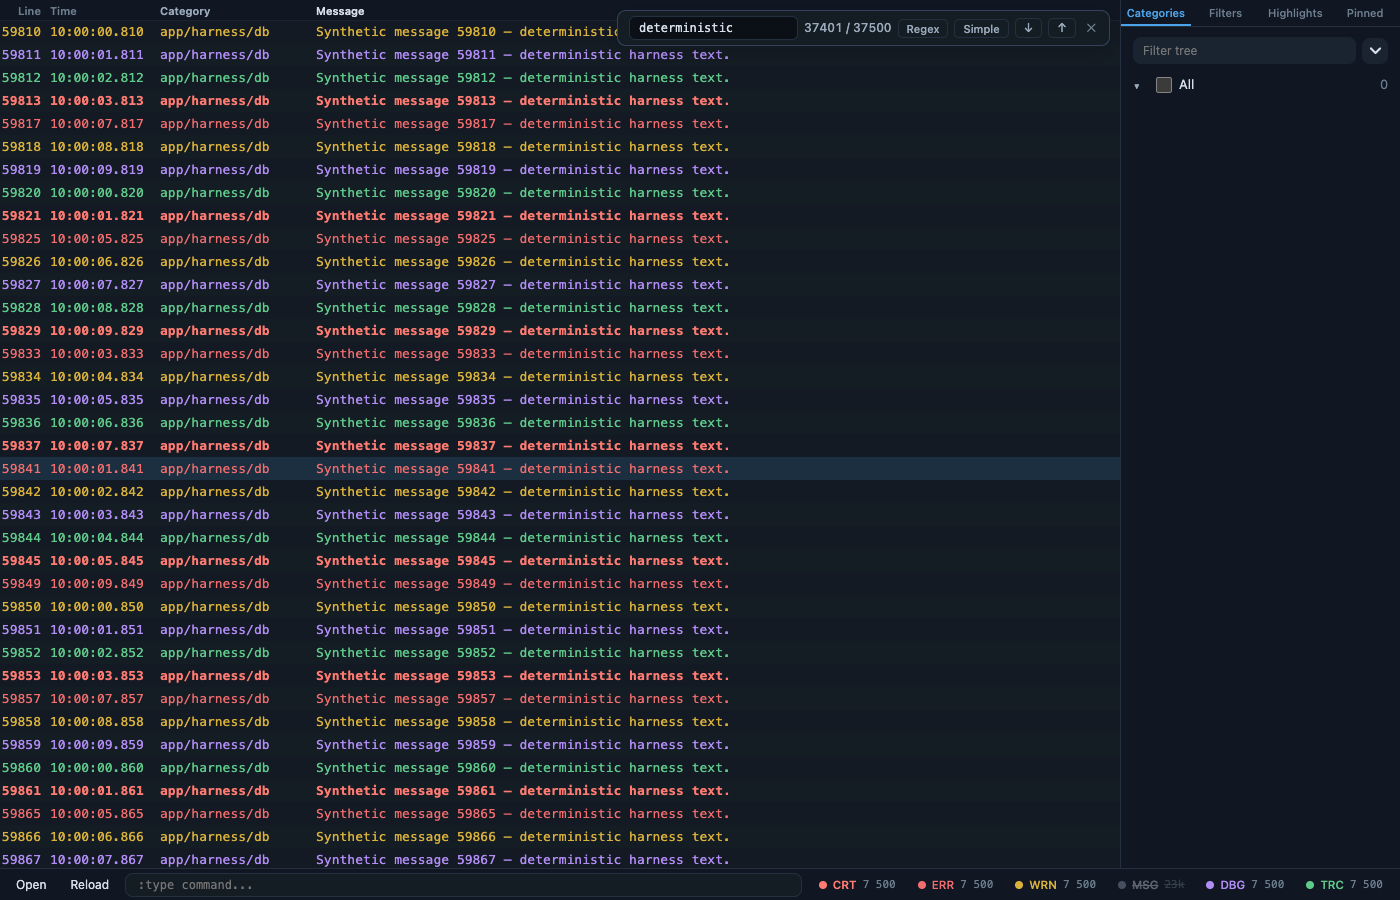 Line Time Category Message
deterministic 37401 / 37500 Regex Simple ↓ ↑ ×
Categories Filters Highlights Pinned
Filter tree
All 0
59810 10:00:00.810 app/harness/db Synthetic message 59810 — deterministic
59811 10:00:01.811 app/harness/db Synthetic message 59811 — deterministic harness text.
59812 10:00:02.812 app/harness/db Synthetic message 59812 — deterministic harness text.
59813 10:00:03.813 app/harness/db Synthetic message 59813 — deterministic harness text.
59817 10:00:07.817 app/harness/db Synthetic message 59817 — deterministic harness text.
59818 10:00:08.818 app/harness/db Synthetic message 59818 — deterministic harness text.
59819 10:00:09.819 app/harness/db Synthetic message 59819 — deterministic harness text.
59820 10:00:00.820 app/harness/db Synthetic message 59820 — deterministic harness text.
59821 10:00:01.821 app/harness/db Synthetic message 59821 — deterministic harness text.
59825 10:00:05.825 app/harness/db Synthetic message 59825 — deterministic harness text.
59826 10:00:06.826 app/harness/db Synthetic message 59826 — deterministic harness text.
59827 10:00:07.827 app/harness/db Synthetic message 59827 — deterministic harness text.
59828 10:00:08.828 app/harness/db Synthetic message 59828 — deterministic harness text.
59829 10:00:09.829 app/harness/db Synthetic message 59829 — deterministic harness text.
59833 10:00:03.833 app/harness/db Synthetic message 59833 — deterministic harness text.
59834 10:00:04.834 app/harness/db Synthetic message 59834 — deterministic harness text.
59835 10:00:05.835 app/harness/db Synthetic message 59835 — deterministic harness text.
59836 10:00:06.836 app/harness/db Synthetic message 59836 — deterministic harness text.
59837 10:00:07.837 app/harness/db Synthetic message 59837 — deterministic harness text.
59841 10:00:01.841 app/harness/db Synthetic message 59841 — deterministic harness text.
59842 10:00:02.842 app/harness/db Synthetic message 59842 — deterministic harness text.
59843 10:00:03.843 app/harness/db Synthetic message 59843 — deterministic harness text.
59844 10:00:04.844 app/harness/db Synthetic message 59844 — deterministic harness text.
59845 10:00:05.845 app/harness/db Synthetic message 59845 — deterministic harness text.
59849 10:00:09.849 app/harness/db Synthetic message 59849 — deterministic harness text.
59850 10:00:00.850 app/harness/db Synthetic message 59850 — deterministic harness text.
59851 10:00:01.851 app/harness/db Synthetic message 59851 — deterministic harness text.
59852 10:00:02.852 app/harness/db Synthetic message 59852 — deterministic harness text.
59853 10:00:03.853 app/harness/db Synthetic message 59853 — deterministic harness text.
59857 10:00:07.857 app/harness/db Synthetic message 59857 — deterministic harness text.
59858 10:00:08.858 app/harness/db Synthetic message 59858 — deterministic harness text.
59859 10:00:09.859 app/harness/db Synthetic message 59859 — deterministic harness text.
59860 10:00:00.860 app/harness/db Synthetic message 59860 — deterministic harness text.
59861 10:00:01.861 app/harness/db Synthetic message 59861 — deterministic harness text.
59865 10:00:05.865 app/harness/db Synthetic message 59865 — deterministic harness text.
59866 10:00:06.866 app/harness/db Synthetic message 59866 — deterministic harness text.
59867 10:00:07.867 app/harness/db Synthetic message 59867 — deterministic harness text.
Open Reload :type command... CRT 7 500 ERR 7 500 WRN 7 500 MSG 23k DBG 7 500 TRC 7 500